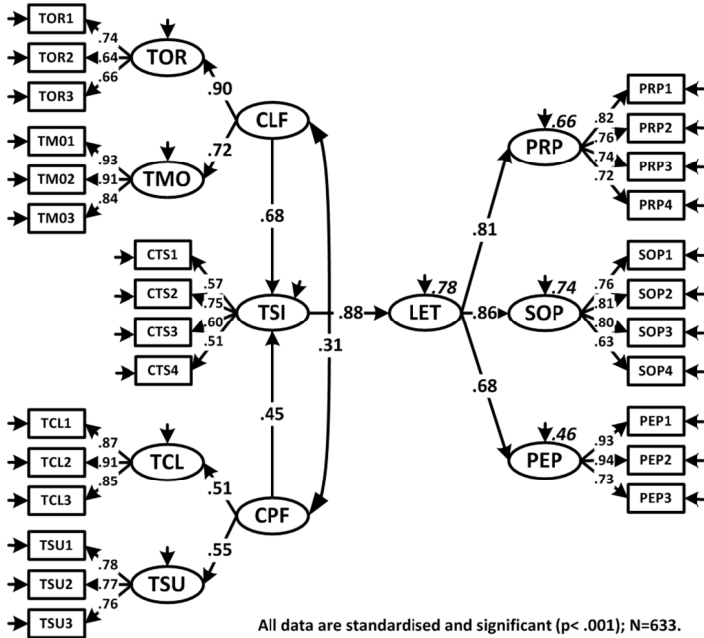 TOR1
TOR2
TOR3
.74
.64
.66
TOR
TM01
TM02
TM03
.93
.91
.84
TMO
.90
.72
CLF
.68
CTS1
CTS2
CTS3
CTS4
.57
.75
.60
.51
TSI
.88
.31
.45
TCL1
TCL2
TCL3
.87
.91
.85
TCL
.51
.55
CPF
TSU1
TSU2
TSU3
.78
.77
.76
TSU
LET
.78
.81
.86
.68
PRP
.66
.82
.76
.74
.72
PRP1
PRP2
PRP3
PRP4
SOP
.74
.76
.81
.80
.63
SOP1
SOP2
SOP3
SOP4
PEP
.46
.93
.94
.73
PEP1
PEP2
PEP3
All data are standardised and significant (p< .001); N=633.